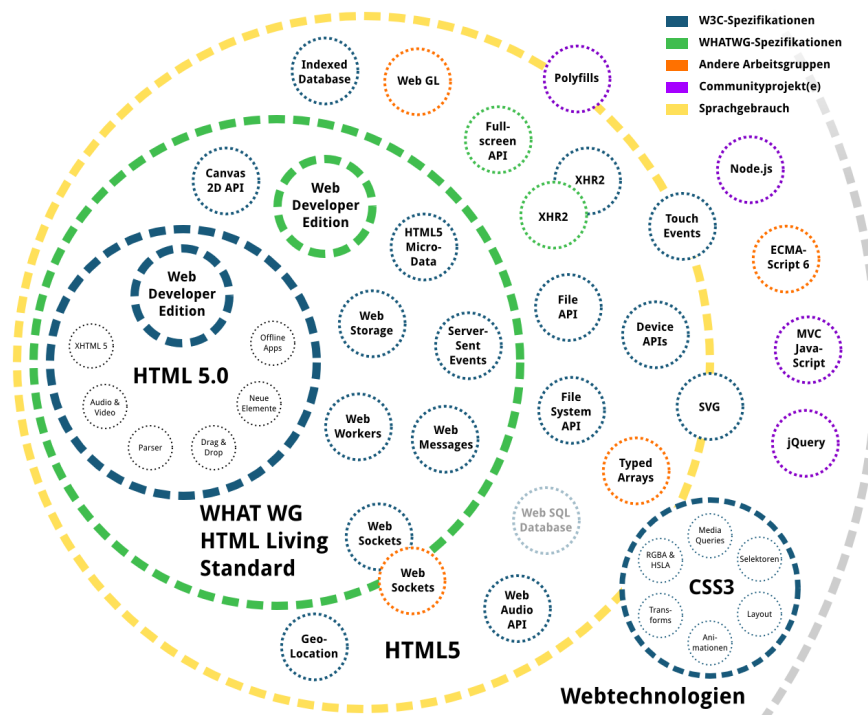 W3C-Spezifikationen
WHATWG-Spezifikationen
Andere Arbeitsgruppen
Communityprojekt(e)
Sprachgebrauch
Indexed
Database
Web GL
Polyfills
Full-
screen
API
Node.js
Canvas
2D API
Web
Developer
Edition
XHR2
XHR2
Touch
Events
HTML5
Micro-
Data
ECMA-
Script 6
Web
Developer
Edition
Web
Storage
Server-
Sent
Events
File
API
Device
APIs
MVC
Java-
Script
XHTML 5
Offline
Apps
HTML 5.0
Audio &
Video
Neue
Elemente
Parser
Drag &
Drop
Web
Workers
Web
Messages
File
System
API
SVG
jQuery
Typed
Arrays
WHAT WG
HTML Living
Standard
Web
Sockets
Web
Sockets
Web SQL
Database
Media
Queries
RGBA &
HSLA
Selektoren
CSS3
Trans-
forms
Layout
Ani-
mationen
Web
Audio
API
Geo-
Location
HTML5
Webtechnologien